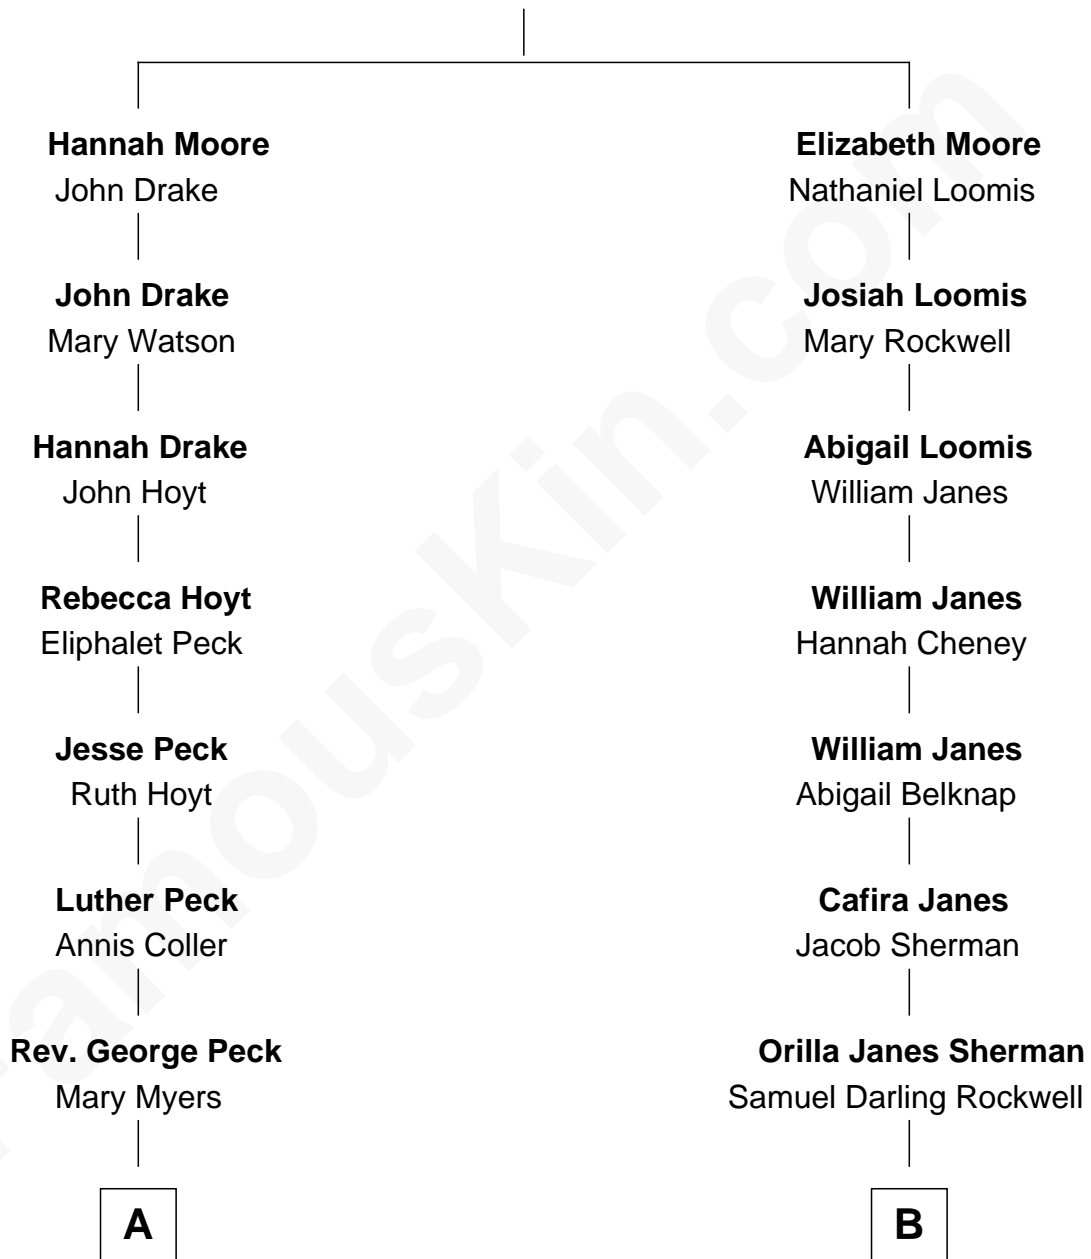 Hannah Moore
John Drake
John Drake
Mary Watson
Hannah Drake
John Hoyt
Rebecca Hoyt
Eliphalet Peck
Jesse Peck
Ruth Hoyt
Luther Peck
Annis Coller
Rev. George Peck
Mary Myers
A
Elizabeth Moore
Nathaniel Loomis
Josiah Loomis
Mary Rockwell
Abigail Loomis
William Janes
William Janes
Hannah Cheney
William Janes
Abigail Belknap
Cafira Janes
Jacob Sherman
Orilla Janes Sherman
Samuel Darling Rockwell
B
FamousKin.com